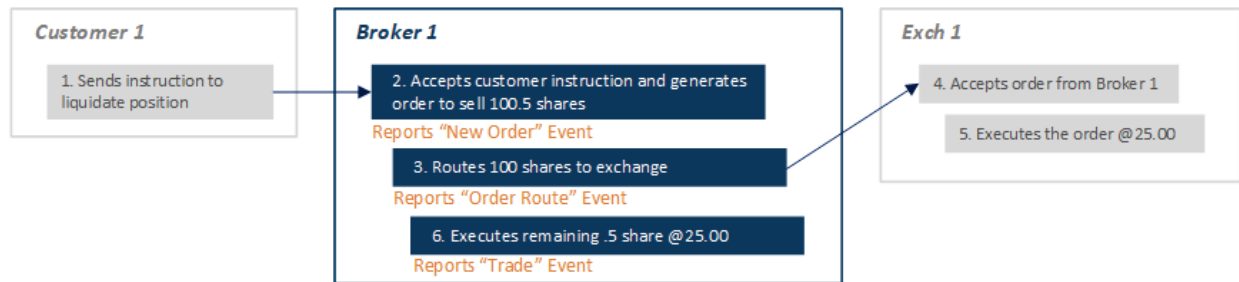 Customer 1
1. Sends instruction to
liquidate position
Broker 1
2. Accepts customer instruction and generates
order to sell 100.5 shares
Reports “New Order” Event
3. Routes 100 shares to exchange
Reports “Order Route” Event
6. Executes remaining .5 share @25.00
Reports “Trade” Event
Exch 1
4. Accepts order from Broker 1
5. Executes the order @25.00